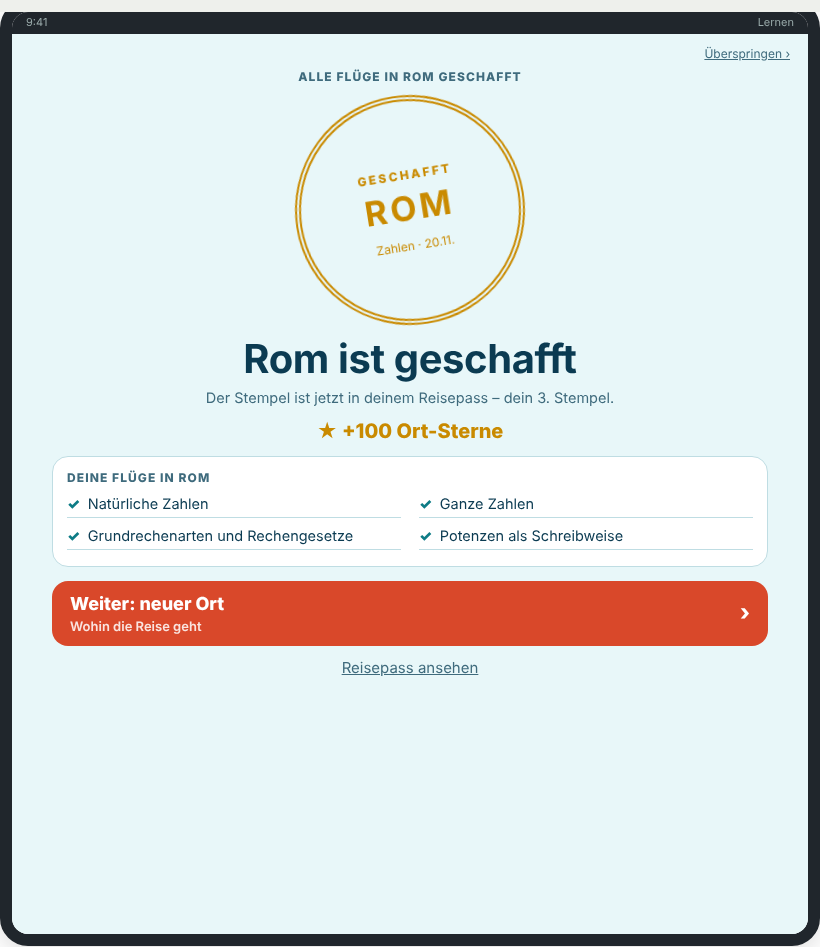 9:41
Lernen
Überspringen ›
ALLE FLÜGE IN ROM GESCHAFFT
GESCHAFFT
ROM
Zahlen · 20.11.
Rom ist geschafft
Der Stempel ist jetzt in deinem Reisepass – dein 3. Stempel.
★ +100 Ort-Sterne
DEINE FLÜGE IN ROM
✔ Natürliche Zahlen
✔ Ganze Zahlen
✔ Grundrechenarten und Rechengesetze
✔ Potenzen als Schreibweise
Weiter: neuer Ort
Wohin die Reise geht
›
Reisepass ansehen